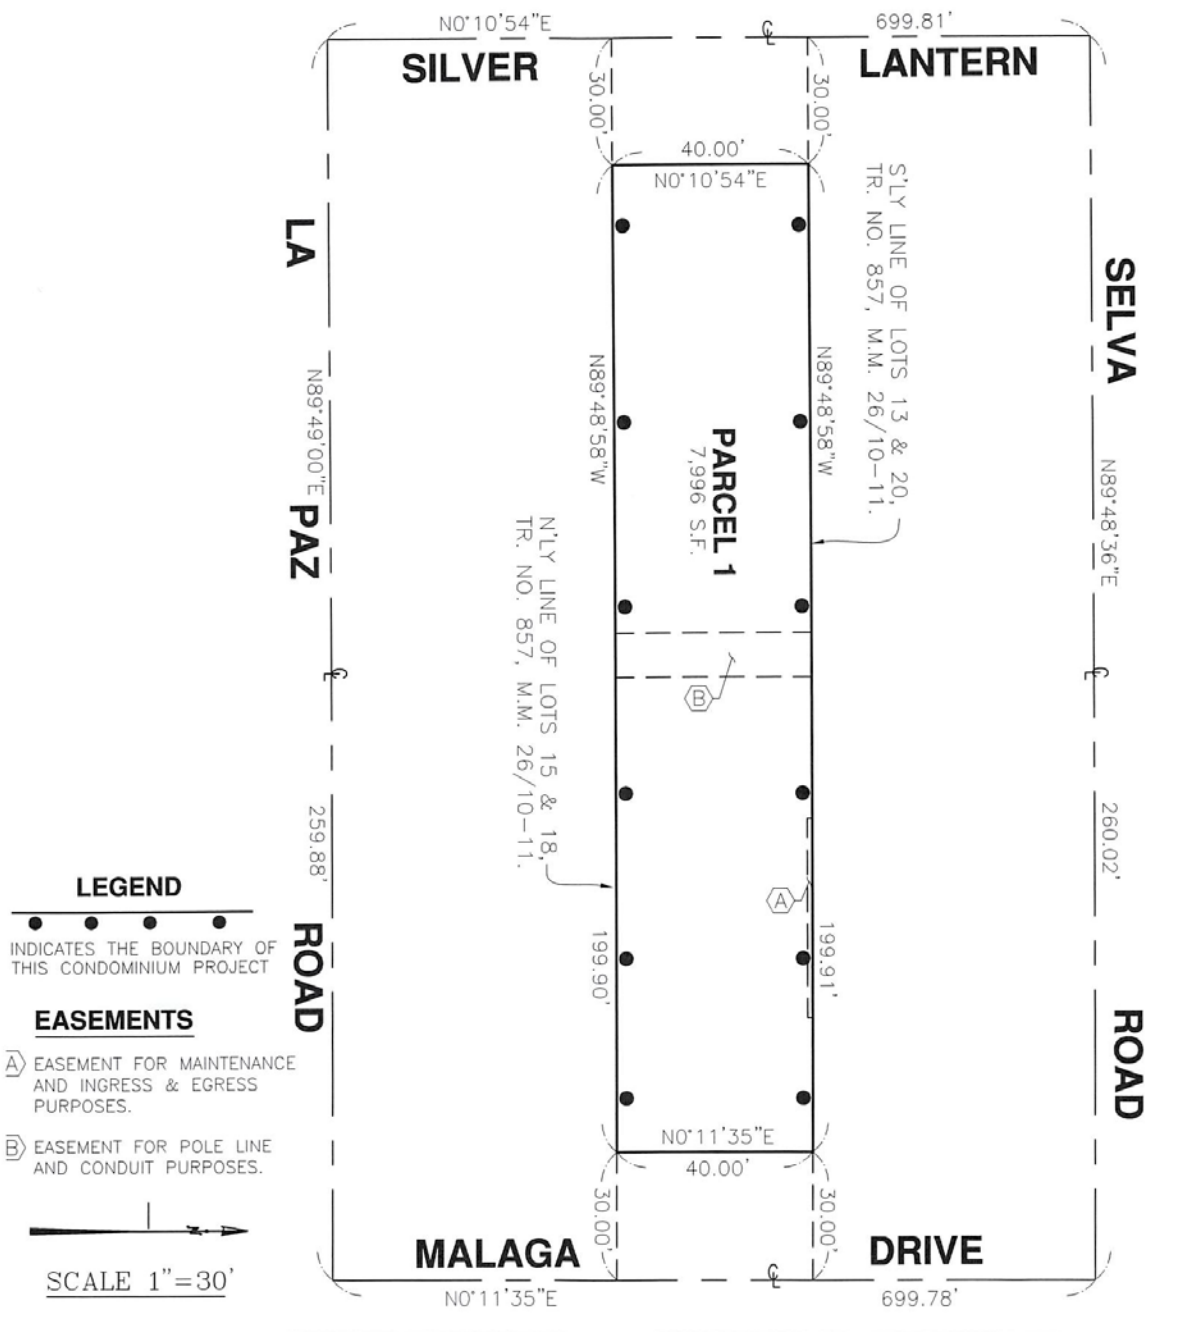 N0°10'54"E
699.81'
℄
SILVER
LANTERN
30.00'
30.00'
40.00'
N0°10'54"E
S'LY LINE OF LOTS 13 & 20,
TR. NO. 857, M.M. 26/10-11.
LA
PAZ
ROAD
N89°49'00"E
259.88'
℄
SELVA
ROAD
N89°48'36"E
260.02'
℄
N89°48'58"W
N89°48'58"W
PARCEL 1
7,996 S.F.
N'LY LINE OF LOTS 15 & 18,
TR. NO. 857, M.M. 26/10-11.
B
A
199.90'
199.91'
N0°11'35"E
40.00'
30.00'
30.00'
MALAGA
DRIVE
℄
N0°11'35"E
699.78'
LEGEND
INDICATES THE BOUNDARY OF
THIS CONDOMINIUM PROJECT
EASEMENTS
A EASEMENT FOR MAINTENANCE
AND INGRESS & EGRESS
PURPOSES.
B EASEMENT FOR POLE LINE
AND CONDUIT PURPOSES.
N
SCALE 1"=30'